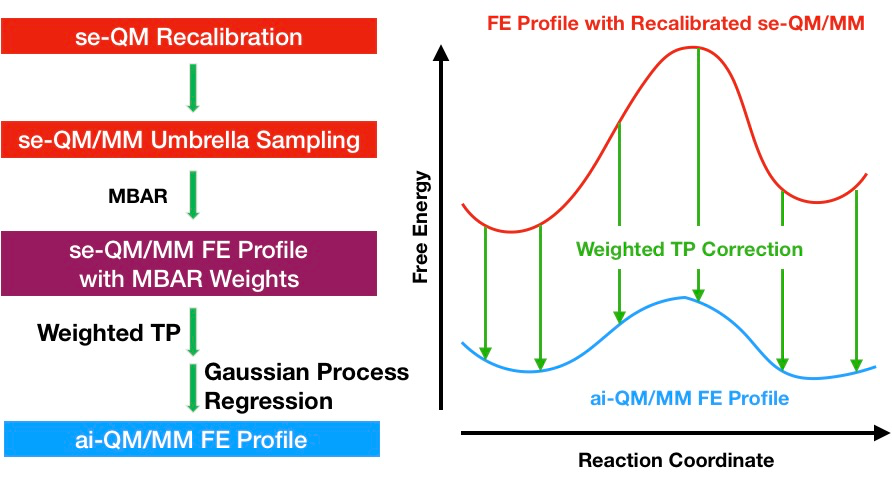 se-QM Recalibration
se-QM/MM Umbrella Sampling
MBAR
se-QM/MM FE Profile
with MBAR Weights
Weighted TP
Gaussian Process
Regression
ai-QM/MM FE Profile
FE Profile with Recalibrated se-QM/MM
Free Energy
Weighted TP Correction
ai-QM/MM FE Profile
Reaction Coordinate